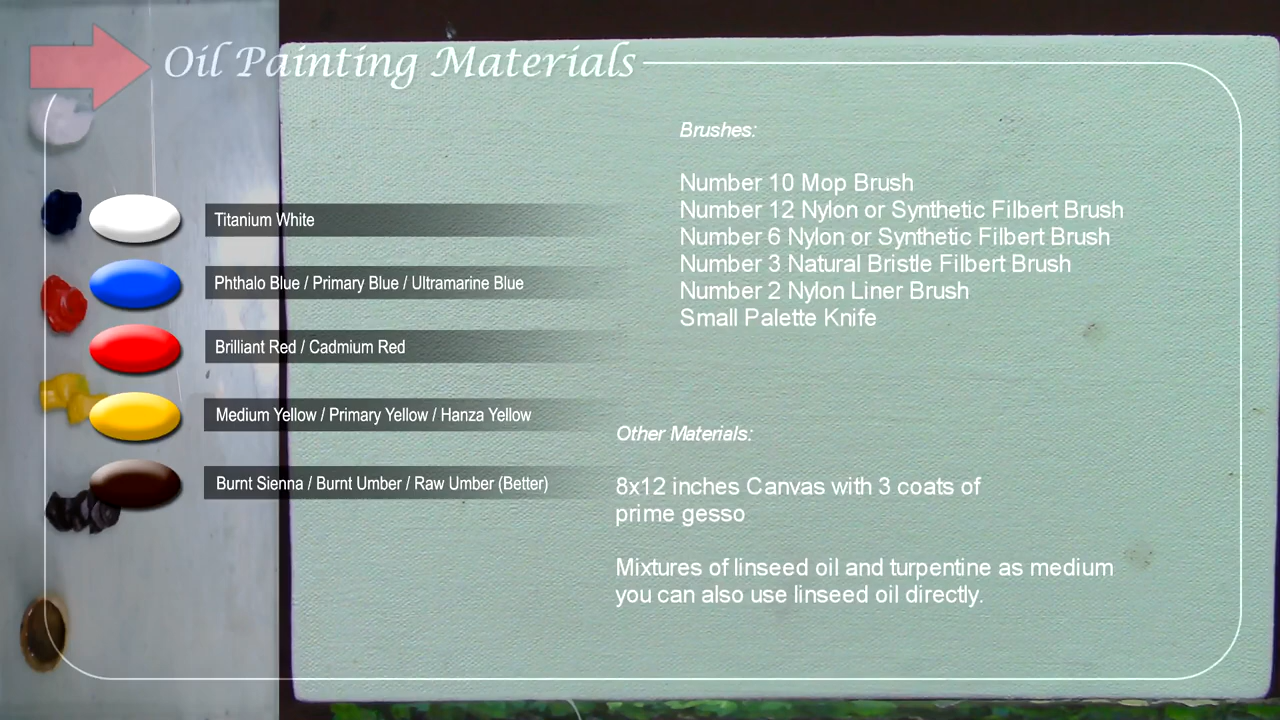 Oil Painting Materials
Titanium White
Phthalo Blue / Primary Blue / Ultramarine Blue
Brilliant Red / Cadmium Red
Medium Yellow / Primary Yellow / Hanza Yellow
Burnt Sienna / Burnt Umber / Raw Umber (Better)
Brushes:
Number 10 Mop Brush
Number 12 Nylon or Synthetic Filbert Brush
Number 6 Nylon or Synthetic Filbert Brush
Number 3 Natural Bristle Filbert Brush
Number 2 Nylon Liner Brush
Small Palette Knife
Other Materials:
8x12 inches Canvas with 3 coats of
prime gesso
Mixtures of linseed oil and turpentine as medium
you can also use linseed oil directly.